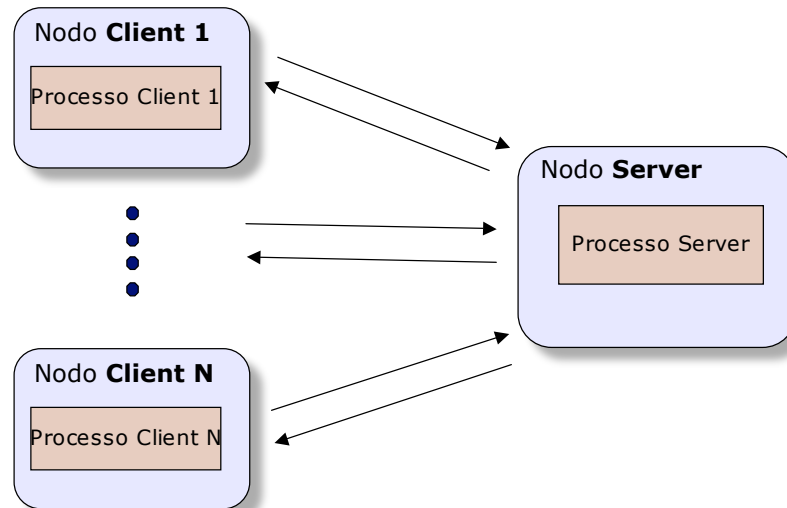 Nodo Client 1
Processo Client 1
Nodo Server
Processo Server
Nodo Client N
Processo Client N